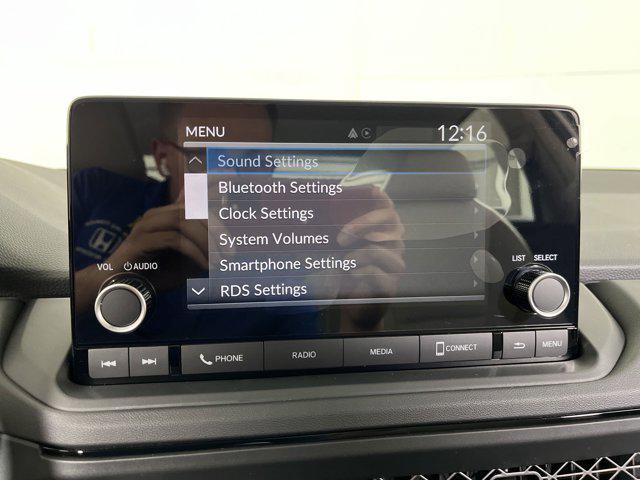 MENU 12:16
Sound Settings
Bluetooth Settings
Clock Settings
System Volumes
Smartphone Settings
RDS Settings
VOL AUDIO
LIST SELECT
PHONE RADIO MEDIA CONNECT MENU